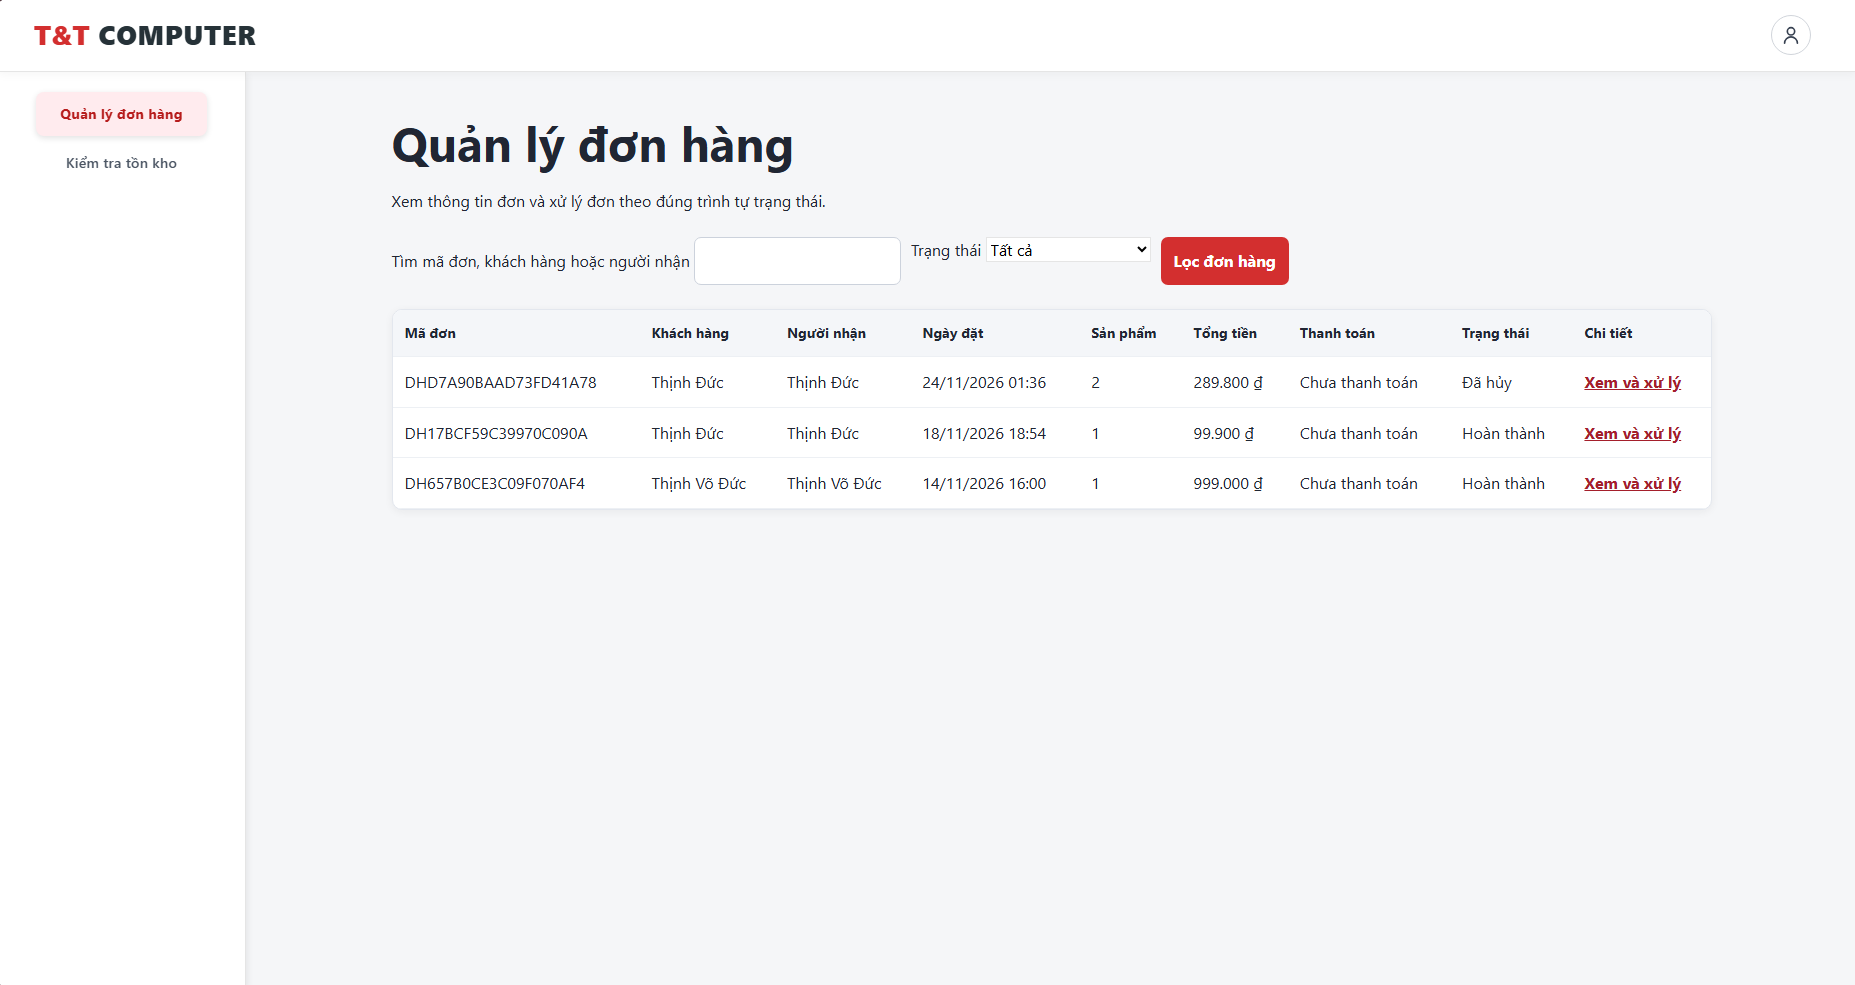 T&T COMPUTER
Quản lý đơn hàng
Kiểm tra tồn kho
Quản lý đơn hàng
Xem thông tin đơn và xử lý đơn theo đúng trình tự trạng thái.
Tìm mã đơn, khách hàng hoặc người nhận Trạng thái Tất cả Lọc đơn hàng
Mã đơn Khách hàng Người nhận Ngày đặt Sản phẩm Tổng tiền Thanh toán Trạng thái Chi tiết
DHD7A90BAAD73FD41A78 Thịnh Đức Thịnh Đức 24/11/2026 01:36 2 289.800 ₫ Chưa thanh toán Đã hủy Xem và xử lý
DH17BCF59C39970C090A Thịnh Đức Thịnh Đức 18/11/2026 18:54 1 99.900 ₫ Chưa thanh toán Hoàn thành Xem và xử lý
DH657B0CE3C09F070AF4 Thịnh Võ Đức Thịnh Võ Đức 14/11/2026 16:00 1 999.000 ₫ Chưa thanh toán Hoàn thành Xem và xử lý